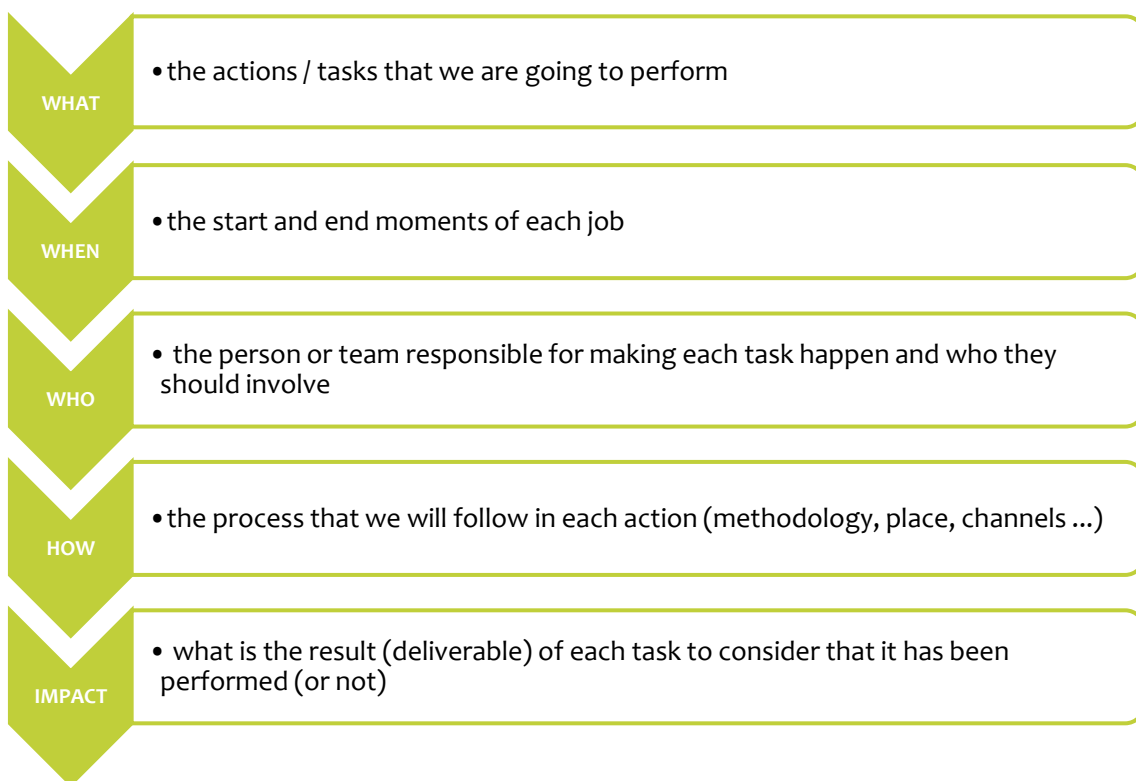 WHAT
•the actions / tasks that we are going to perform
WHEN
•the start and end moments of each job
WHO
• the person or team responsible for making each task happen and who they
should involve
HOW
•the process that we will follow in each action (methodology, place, channels ...)
IMPACT
• what is the result (deliverable) of each task to consider that it has been
performed (or not)